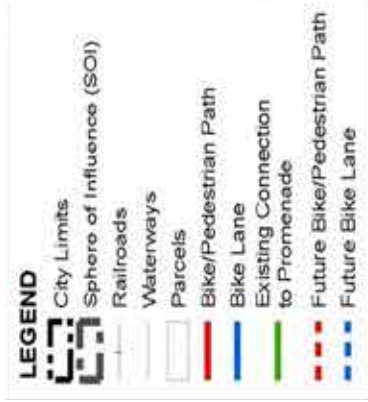 LEGEND
City Limits
Sphere of Influence (SOI)
Railroads
Waterways
Parcels
Bike/Pedestrian Path
Bike Lane
Existing Connection
to Promenade
Future Bike/Pedestrian Path
Future Bike Lane